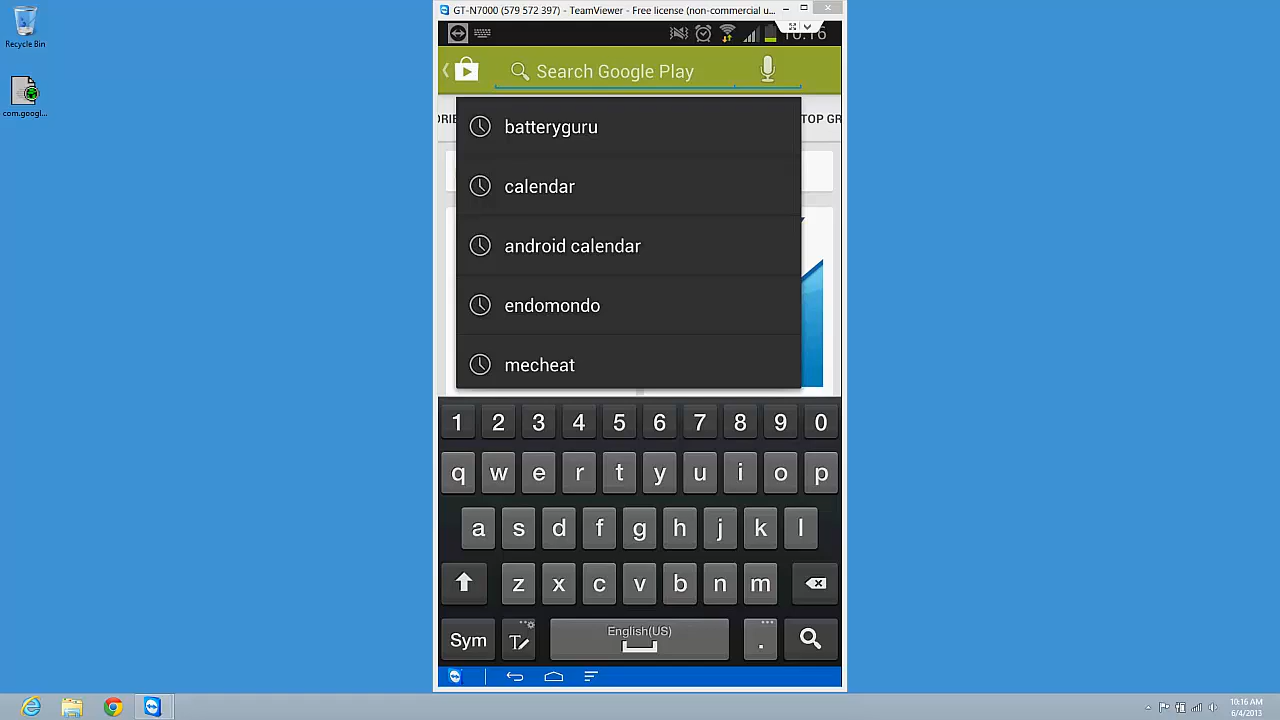 GT-N7000 (579 572 397) - TeamViewer - Free license (non-commercial u...
Recycle Bin
10:16
Search Google Play
com.googl...
TOP GR
batteryguru
calendar
android calendar
endomondo
mecheat
1 2 3 4 5 6 7 8 9 0
q w e r t y u i o p
a s d f g h j k l
z x c v b n m
Sym
English(US)
.
10:16 AM
6/4/2013